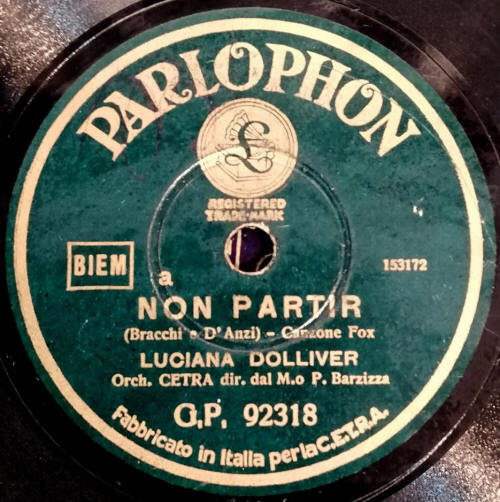 PARLOPHON
£
REGISTERED
TRADE-MARK
BIEM
153172
a
NON PARTIR
(Bracchi e D'Anzi) - Canzone Fox
LUCIANA DOLLIVER
Orch. CETRA dir. dal M.o P. Barzizza
G.P. 92318
Fabbricato in Italia per la C.E.T.R.A.